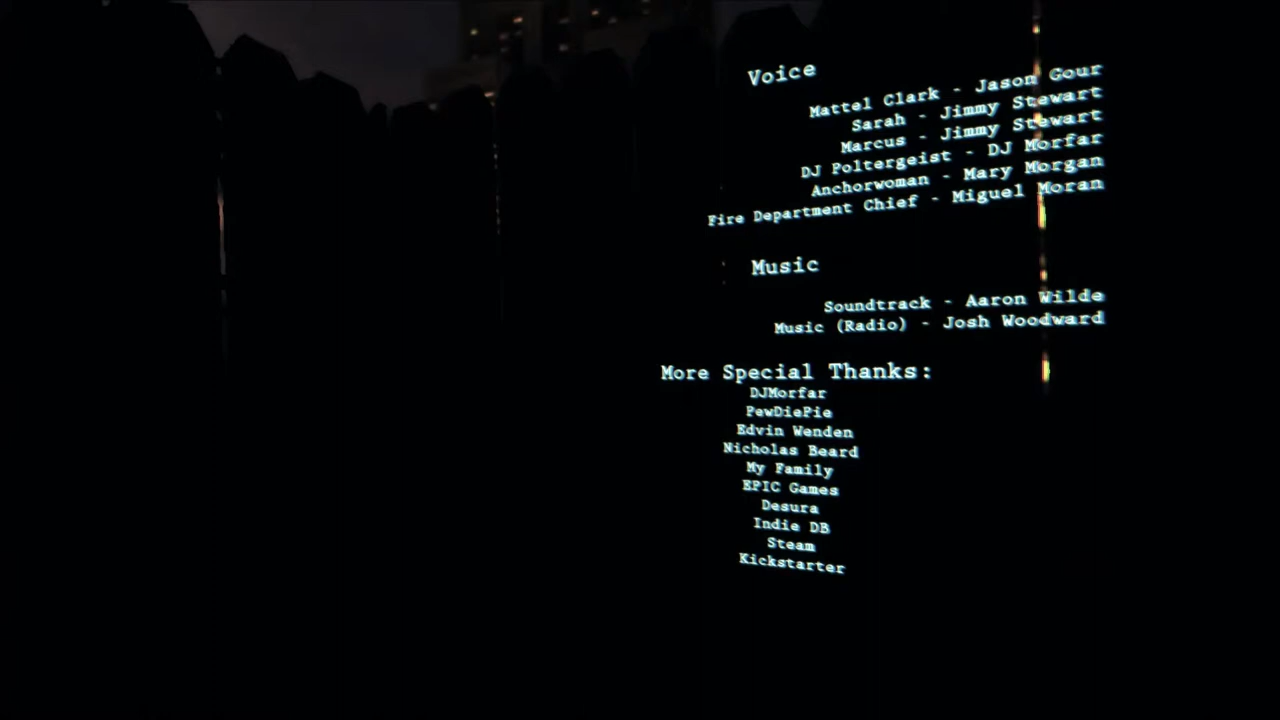 Voice
Mattel Clark - Jason Gour
Sarah - Jimmy Stewart
Marcus - Jimmy Stewart
DJ Poltergeist - DJ Morfar
Anchorwoman - Mary Morgan
Fire Department Chief - Miguel Moran
Music
Soundtrack - Aaron Wilde
Music (Radio) - Josh Woodward
More Special Thanks:
DJMorfar
PewDiePie
Edvin Wenden
Nicholas Beard
My Family
EPIC Games
Desura
Indie DB
Steam
Kickstarter